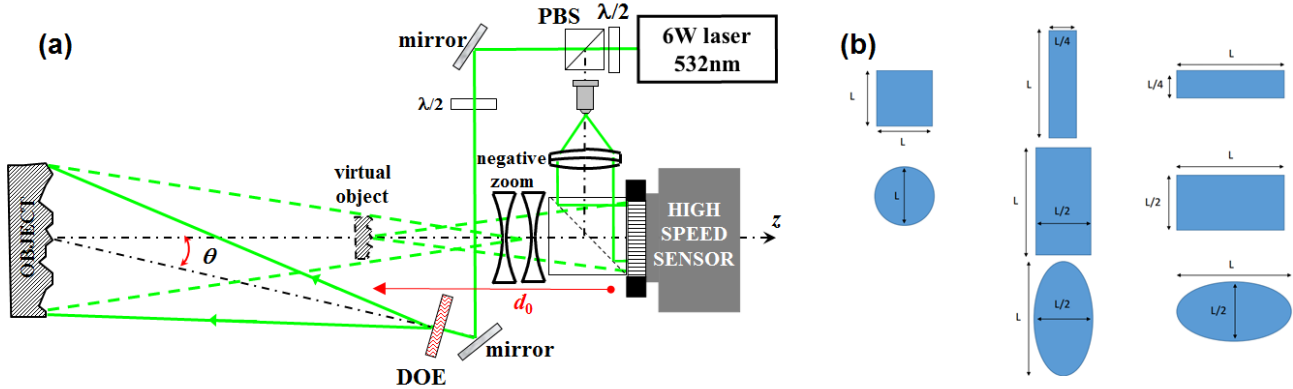 (a)
mirror
PBS
λ/2
6W laser
532nm
λ/2
negative
zoom
virtual
object
OBJECT
θ
HIGH
SPEED
SENSOR
z
d0
mirror
DOE
(b)
L
L
L
L/4
L
L
L/4
L
L/2
L
L/2
L
L/2
L
L/2